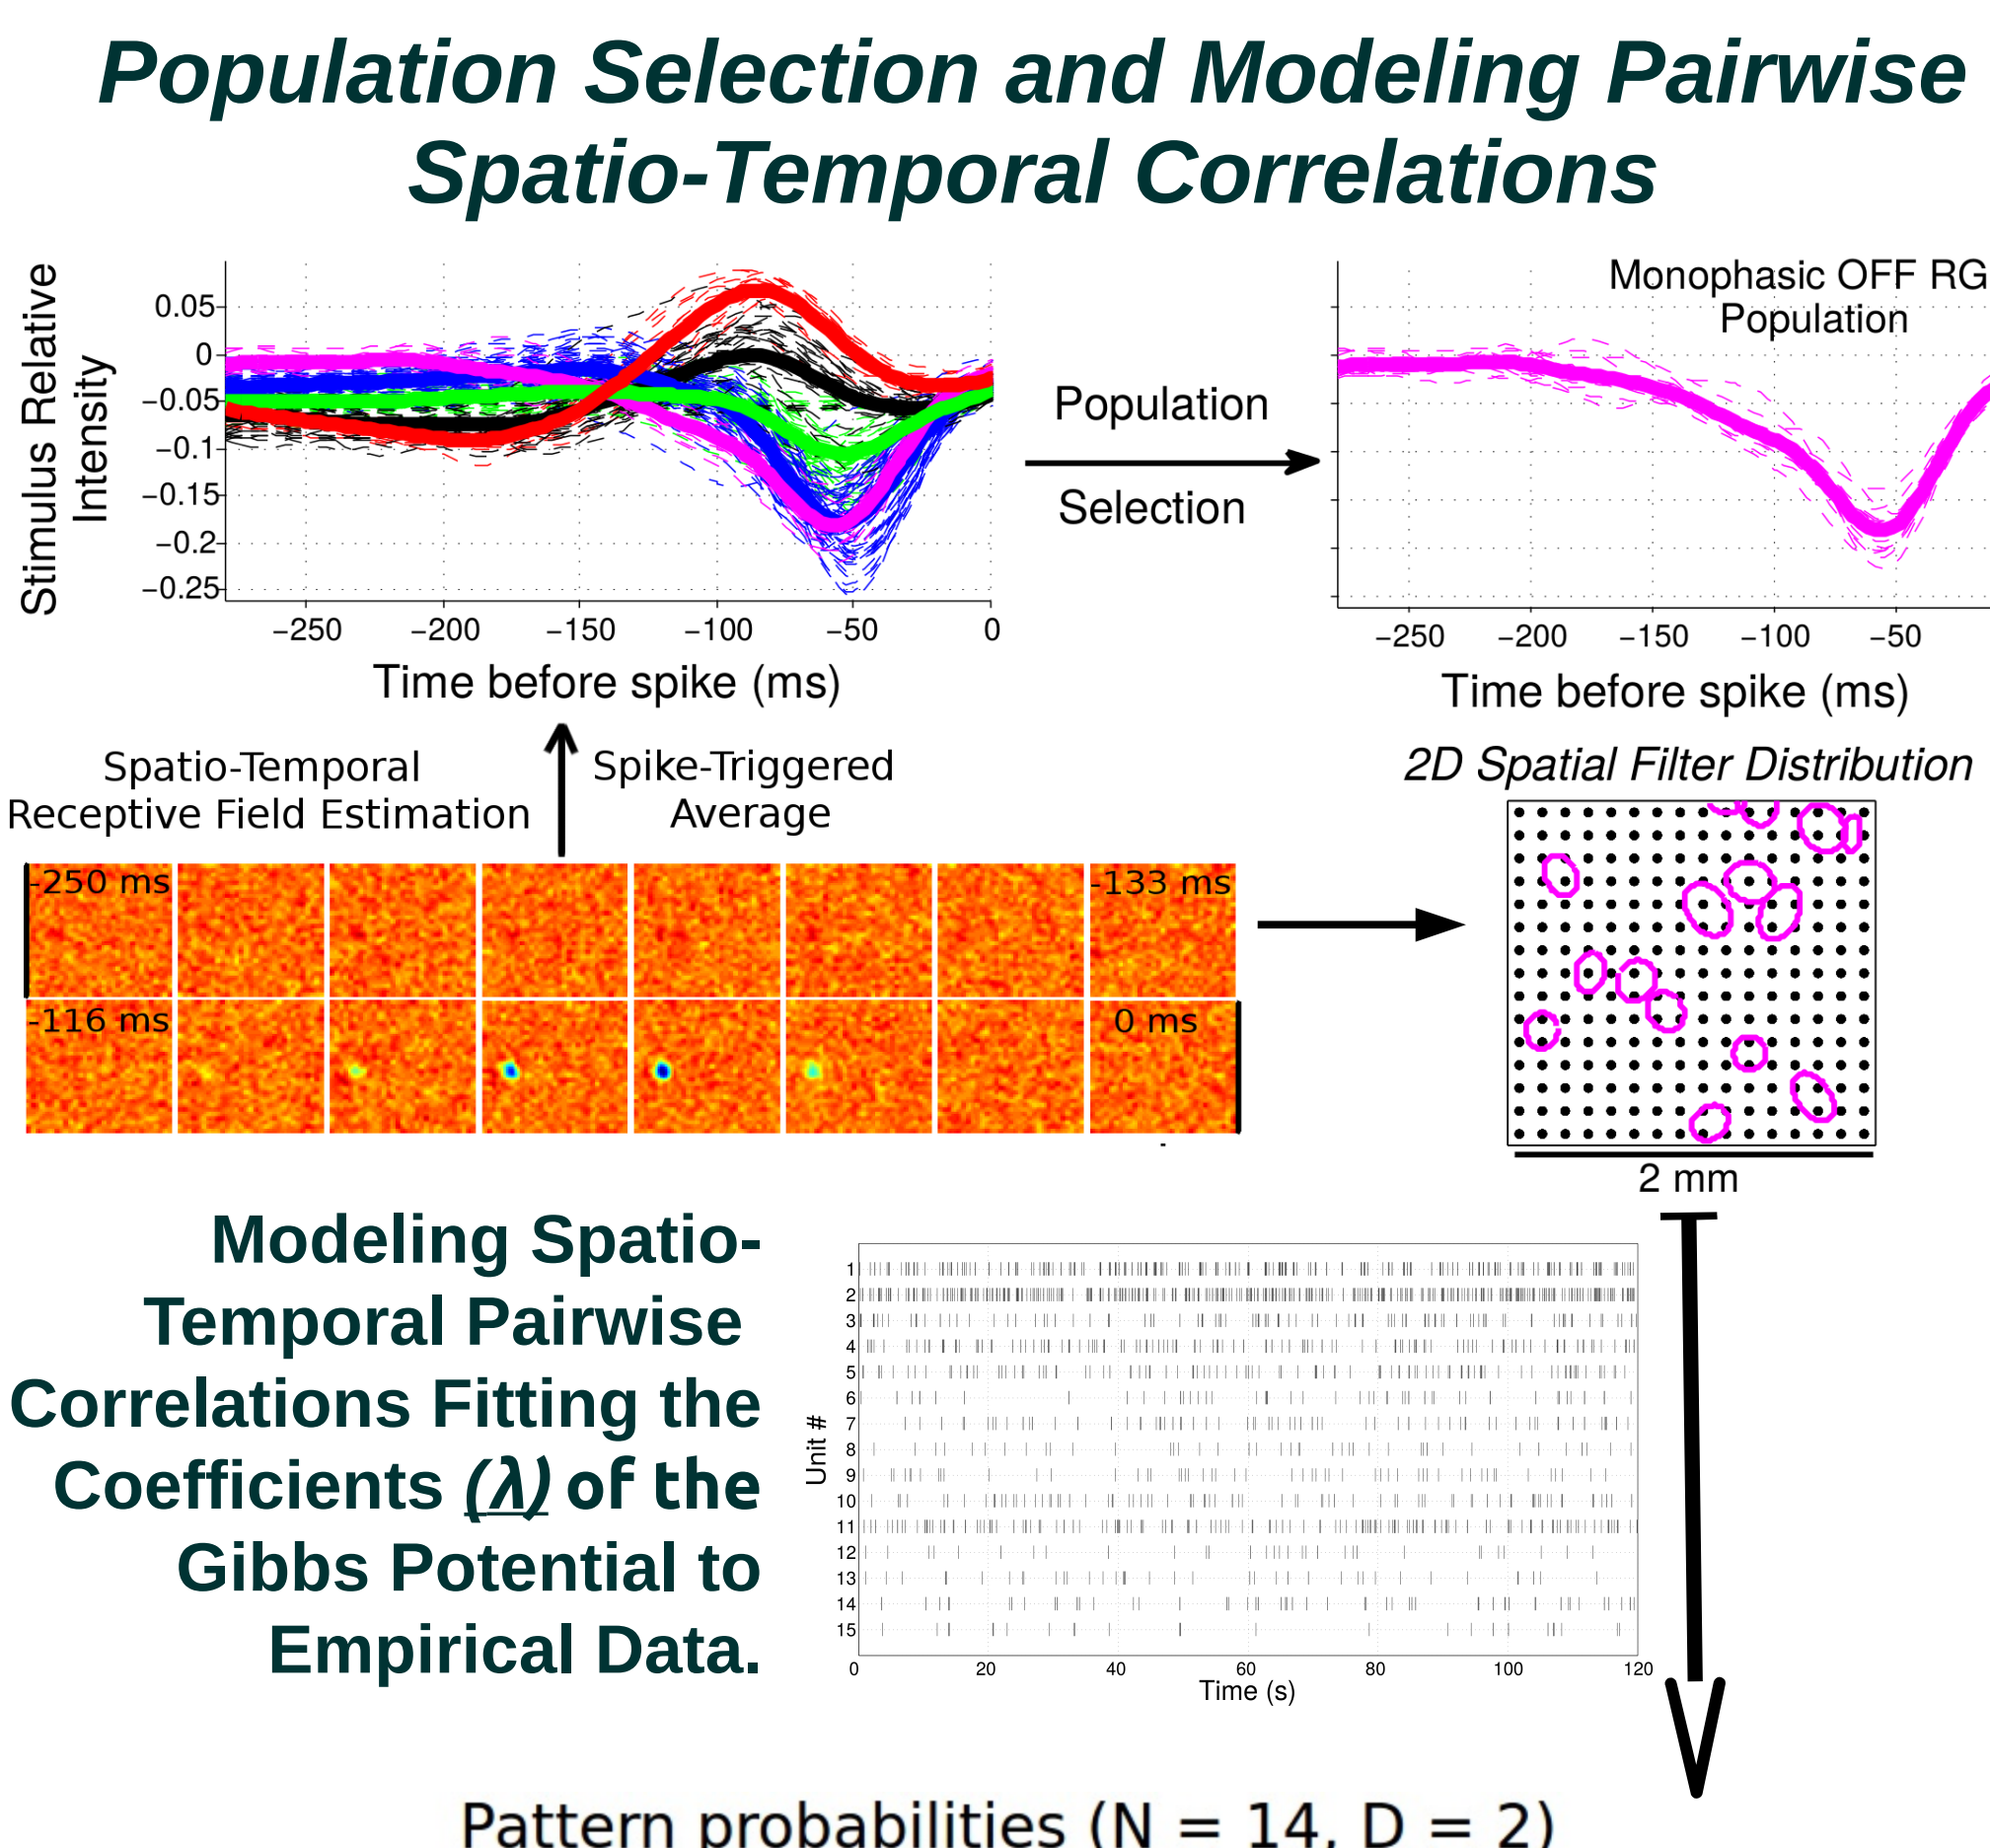 Population Selection and Modeling Pairwise
Spatio-Temporal Correlations
Stimulus Relative
Intensity
0.05
0
−0.05
−0.1
−0.15
−0.2
−0.25
−250
−200
−150
−100
−50
0
Time before spike (ms)
Population
Selection
Monophasic OFF RG
Population
−250
−200
−150
−100
−50
Time before spike (ms)
Spatio-Temporal
Receptive Field Estimation
Spike-Triggered
Average
-250 ms
-133 ms
-116 ms
0 ms
2D Spatial Filter Distribution
2 mm
Modeling Spatio-
Temporal Pairwise
Correlations Fitting the
Coefficients (λ) of the
Gibbs Potential to
Empirical Data.
Unit #
1
2
3
4
5
6
7
8
9
10
11
12
13
14
15
0
20
40
60
80
100
120
Time (s)
Pattern probabilities (N = 14, D = 2)